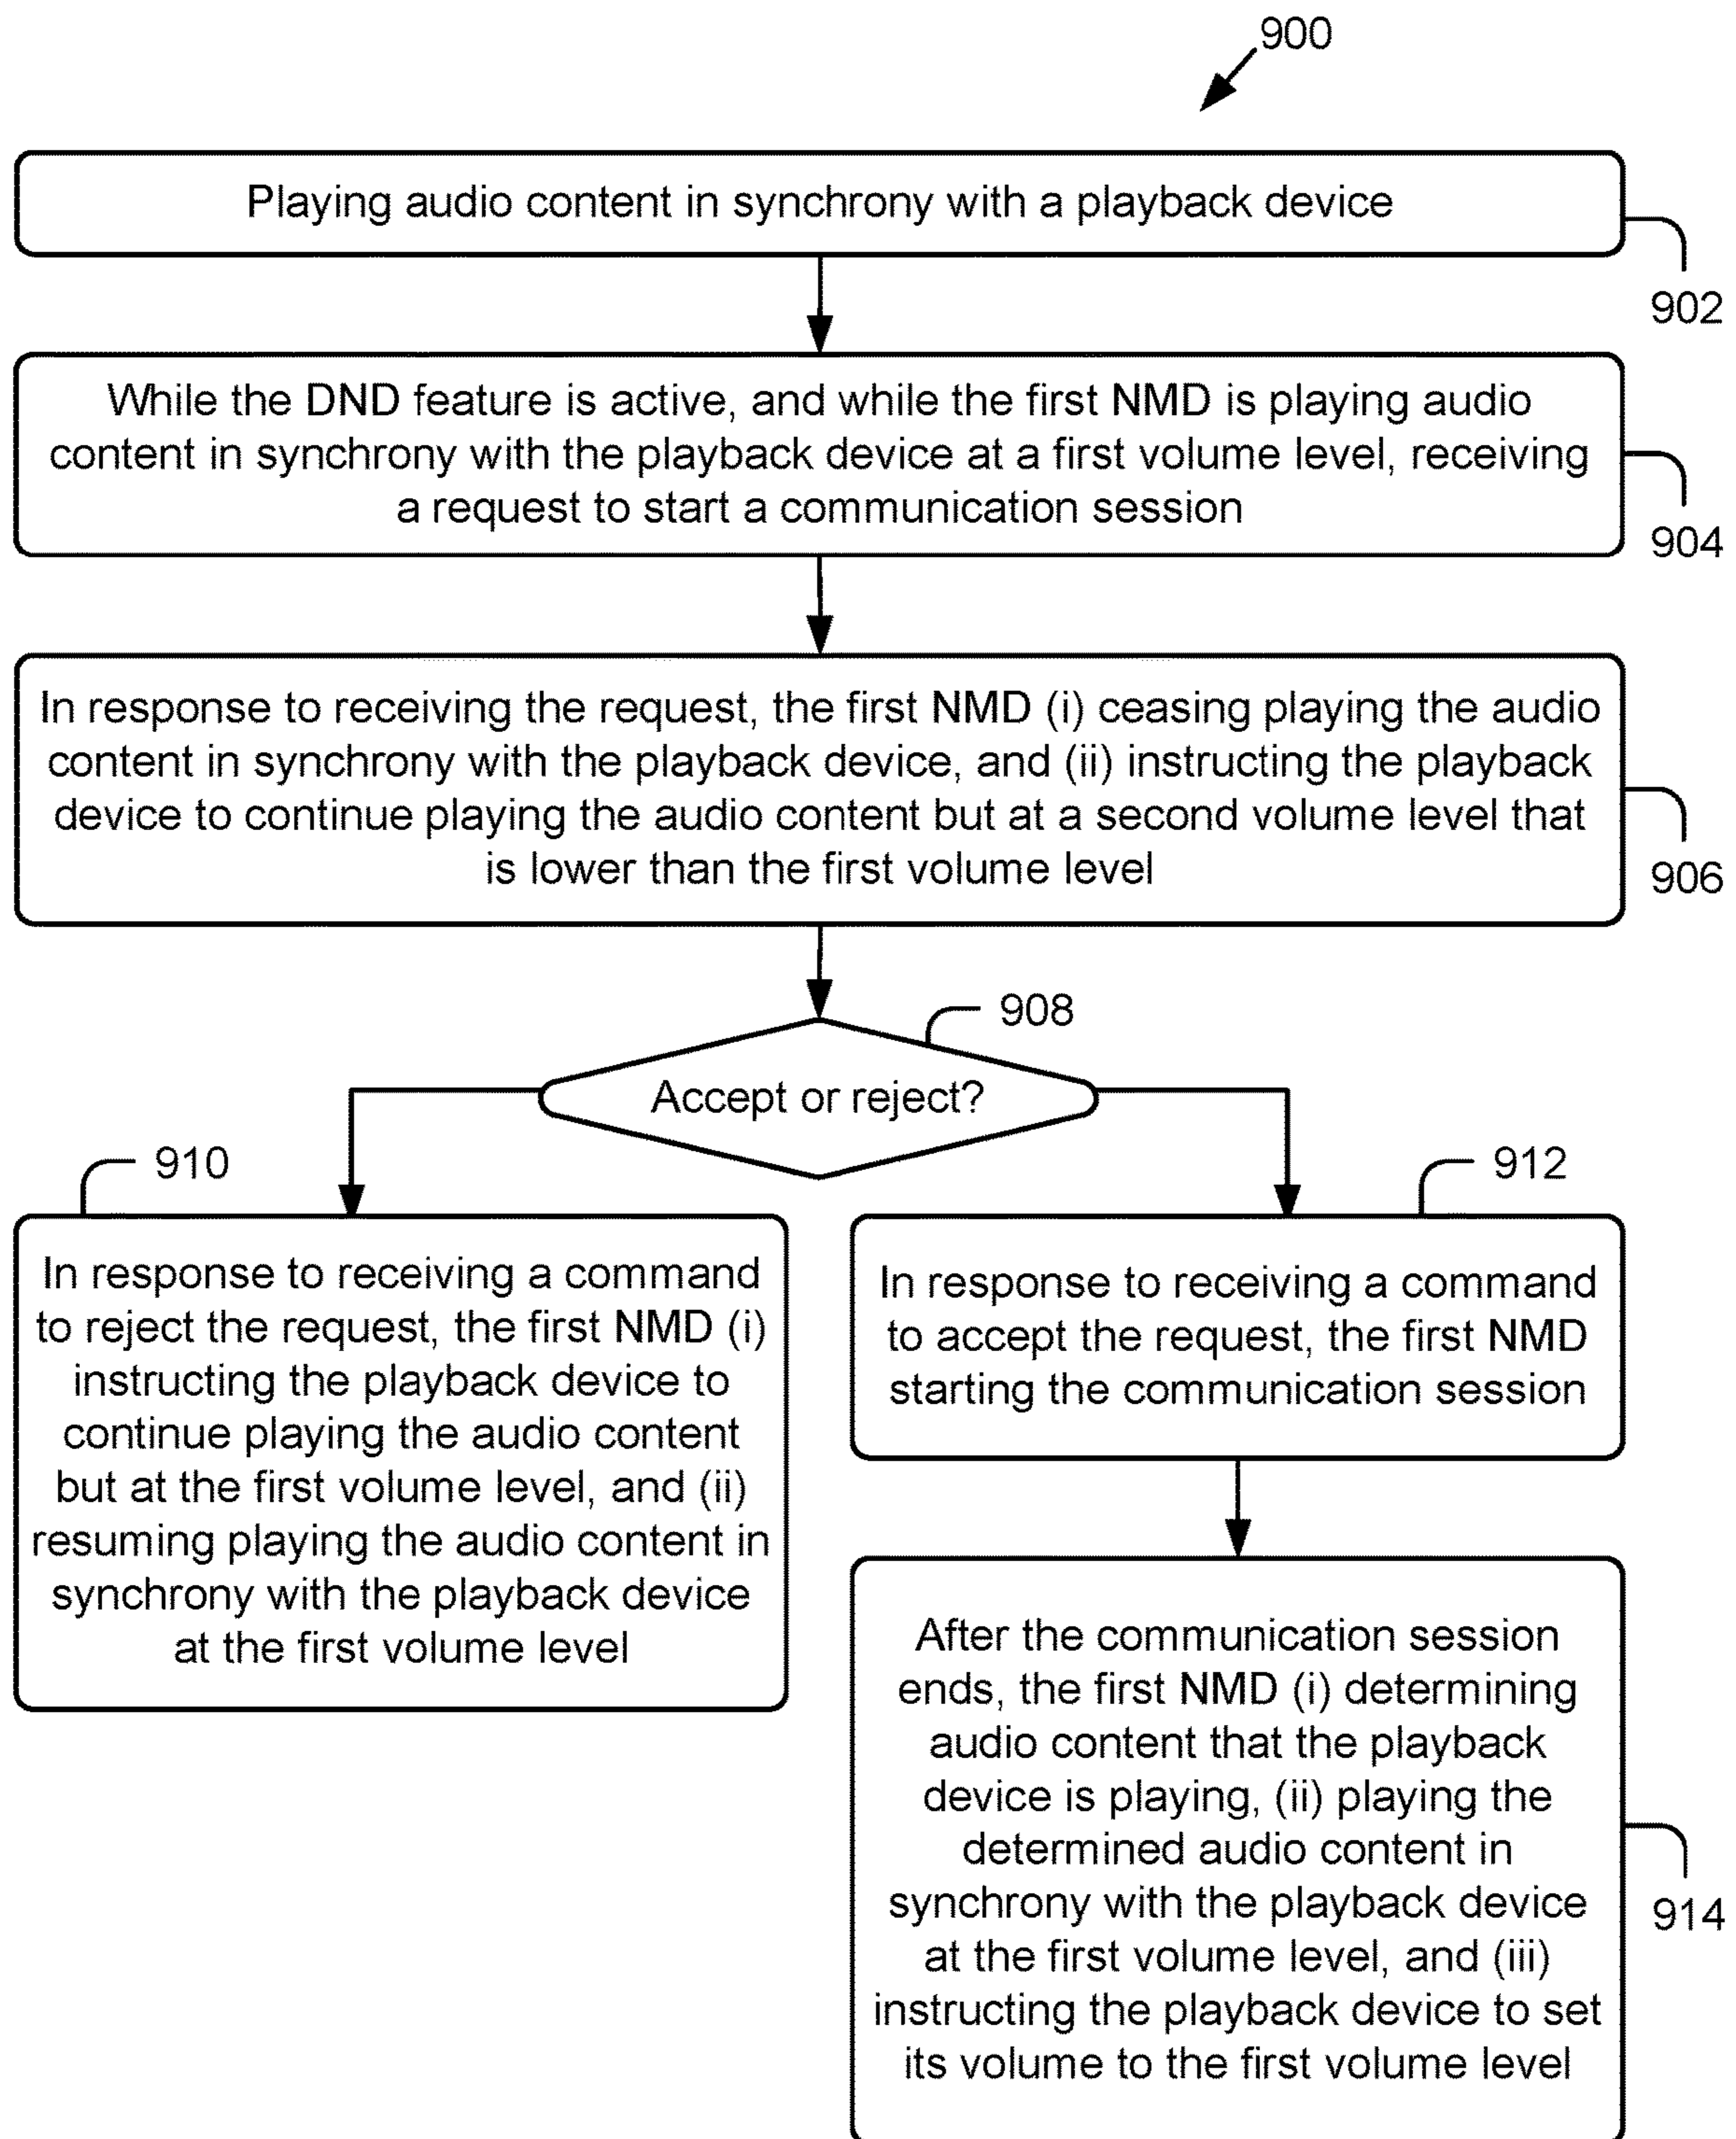 900
Playing audio content in synchrony with a playback device
902
While the DND feature is active, and while the first NMD is playing audio
content in synchrony with the playback device at a first volume level, receiving
a request to start a communication session
904
In response to receiving the request, the first NMD (i) ceasing playing the audio
content in synchrony with the playback device, and (ii) instructing the playback
device to continue playing the audio content but at a second volume level that
is lower than the first volume level
906
908
Accept or reject?
910
In response to receiving a command
to reject the request, the first NMD (i)
instructing the playback device to
continue playing the audio content
but at the first volume level, and (ii)
resuming playing the audio content in
synchrony with the playback device
at the first volume level
912
In response to receiving a command
to accept the request, the first NMD
starting the communication session
After the communication session
ends, the first NMD (i) determining
audio content that the playback
device is playing, (ii) playing the
determined audio content in
synchrony with the playback device
at the first volume level, and (iii)
instructing the playback device to set
its volume to the first volume level
914